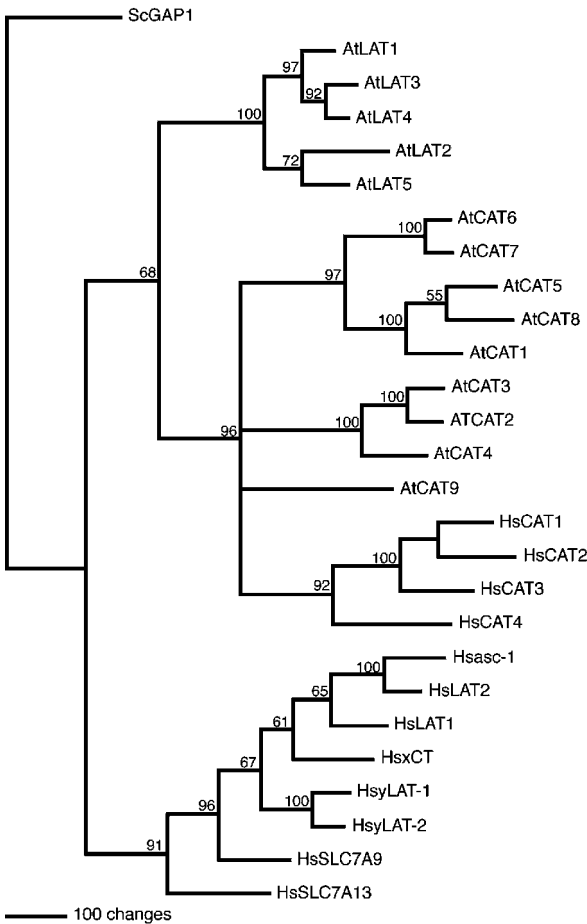 ScGAP1
AtLAT1
97
AtLAT3
92
AtLAT4
100
AtLAT2
72
AtLAT5
AtCAT6
100
AtCAT7
68
97
AtCAT5
55
AtCAT8
100
AtCAT1
AtCAT3
100
ATCAT2
100
96
AtCAT4
AtCAT9
HsCAT1
HsCAT2
100
HsCAT3
92
HsCAT4
Hsasc-1
100
HsLAT2
65
HsLAT1
61
HsxCT
67
HsyLAT-1
100
96
HsyLAT-2
91
HsSLC7A9
HsSLC7A13
100 changes